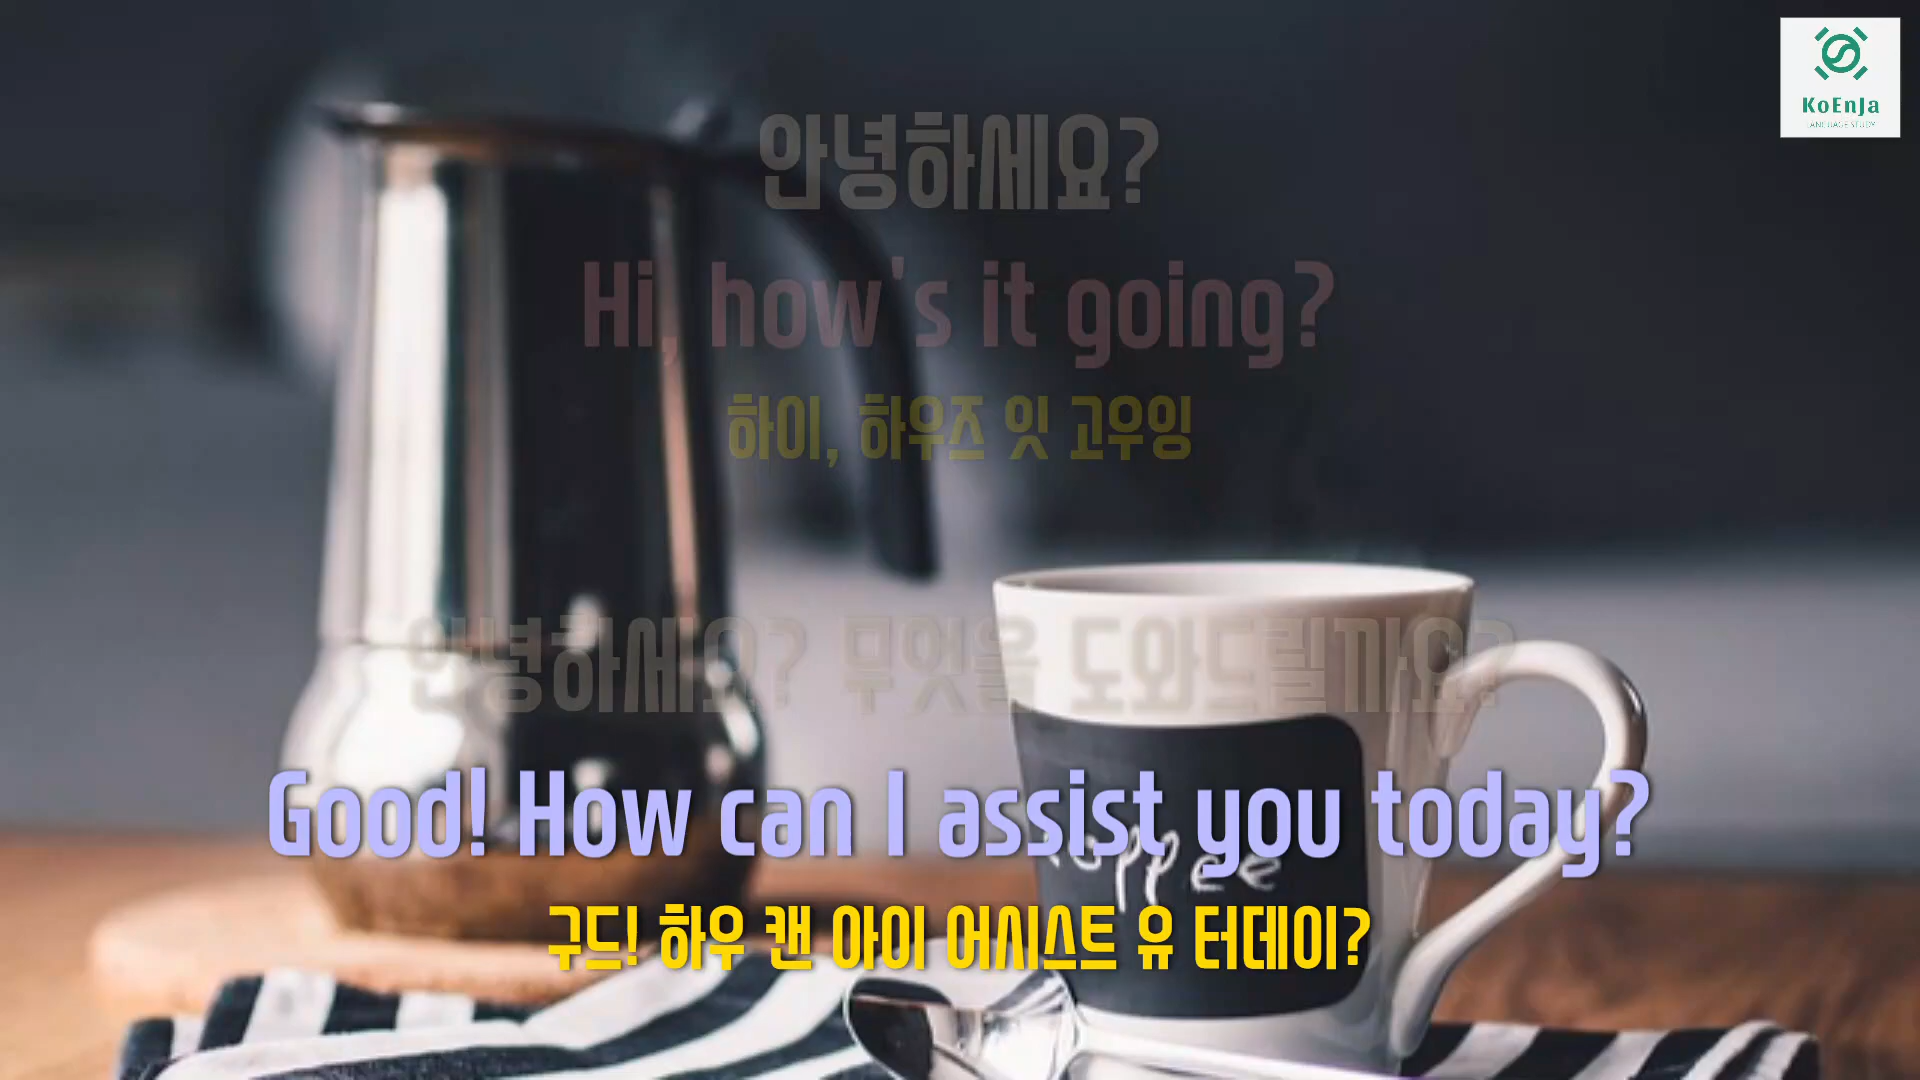 KoEnJa
LANGUAGE STUDY
안녕하세요?
Hi, how's it going?
하이, 하우즈 잇 고우잉
안녕하세요? 무엇을 도와드릴까요?
Good! How can I assist you today?
구드! 하우 캔 아이 어시스트 유 터데이?